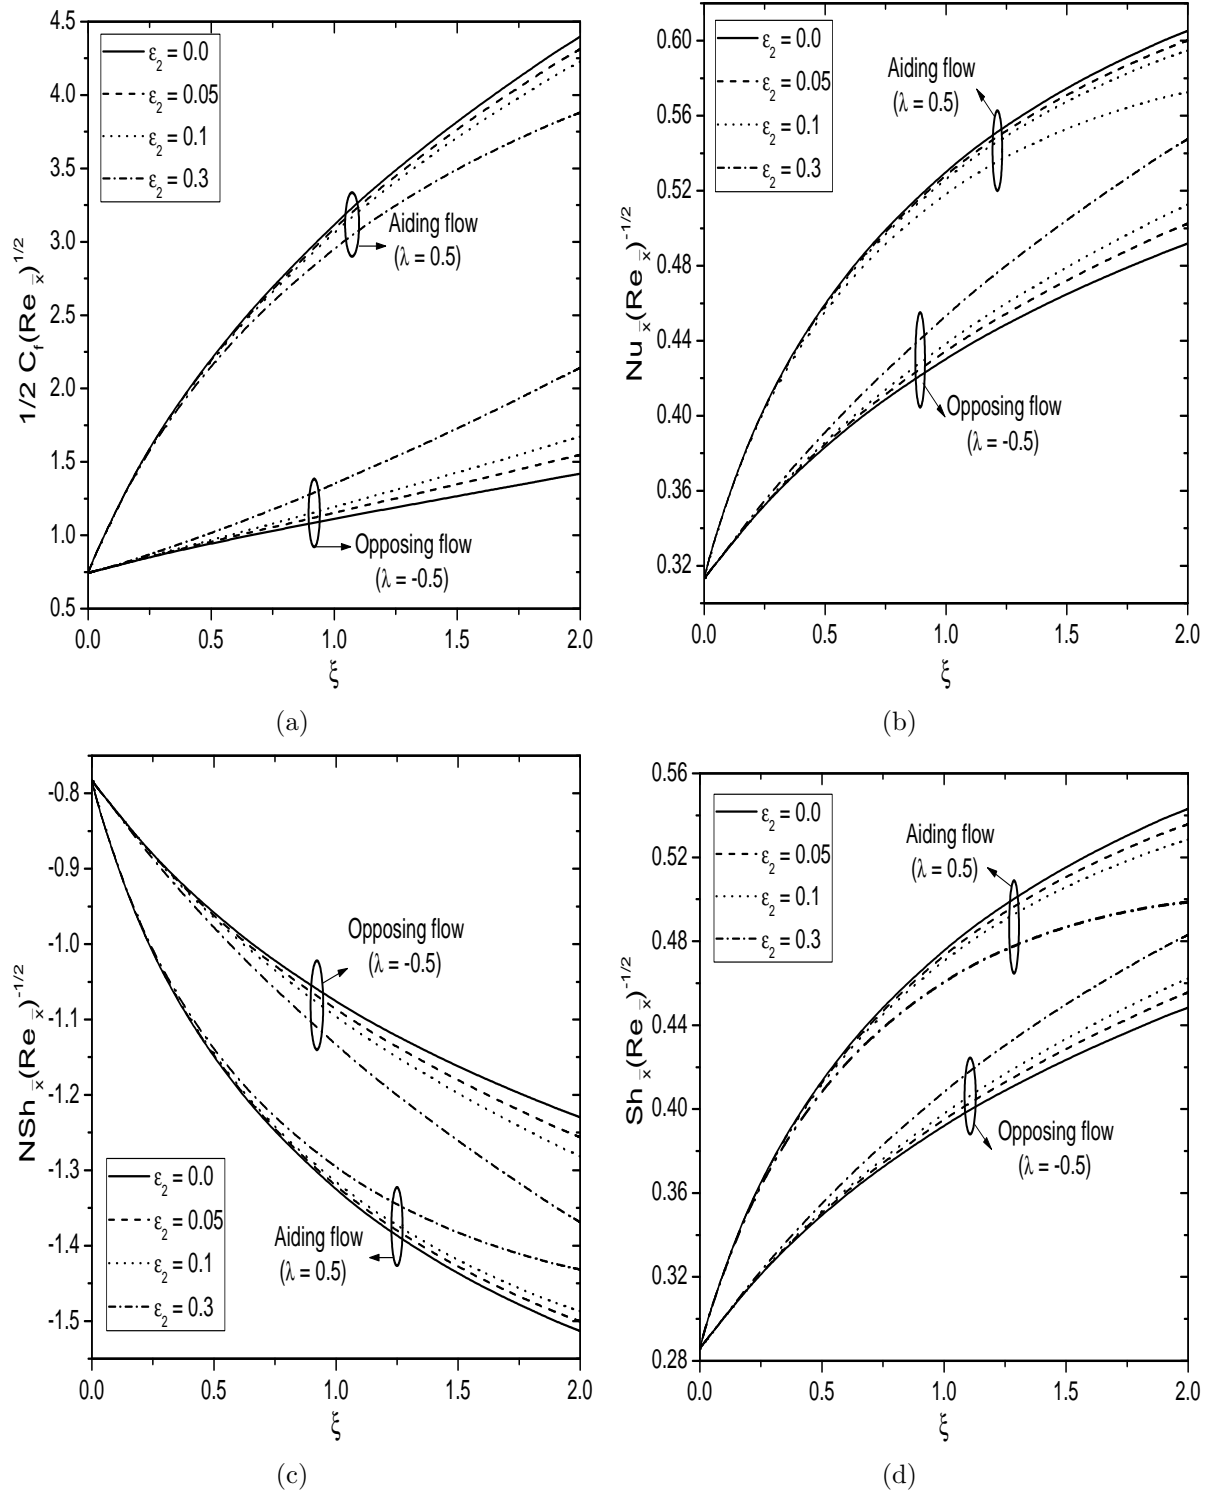 4.5
4.0
3.5
3.0
2.5
2.0
1.5
1.0
0.5
1/2 C_f(Re_x̄)^1/2
ε₂ = 0.0
ε₂ = 0.05
ε₂ = 0.1
ε₂ = 0.3
Aiding flow
(λ = 0.5)
Opposing flow
(λ = -0.5)
0.0 0.5 1.0 1.5 2.0
ξ
(a)
0.60
0.56
0.52
0.48
0.44
0.40
0.36
0.32
Nu_x̄(Re_x̄)^-1/2
ε₂ = 0.0
ε₂ = 0.05
ε₂ = 0.1
ε₂ = 0.3
Aiding flow
(λ = 0.5)
Opposing flow
(λ = -0.5)
0.0 0.5 1.0 1.5 2.0
ξ
(b)
-0.8
-0.9
-1.0
-1.1
-1.2
-1.3
-1.4
-1.5
NSh_x̄(Re_x̄)^-1/2
Opposing flow
(λ = -0.5)
ε₂ = 0.0
ε₂ = 0.05
ε₂ = 0.1
ε₂ = 0.3
Aiding flow
(λ = 0.5)
0.0 0.5 1.0 1.5 2.0
ξ
(c)
0.56
0.52
0.48
0.44
0.40
0.36
0.32
0.28
Sh_x̄(Re_x̄)^-1/2
ε₂ = 0.0
ε₂ = 0.05
ε₂ = 0.1
ε₂ = 0.3
Aiding flow
(λ = 0.5)
Opposing flow
(λ = -0.5)
0.0 0.5 1.0 1.5 2.0
ξ
(d)